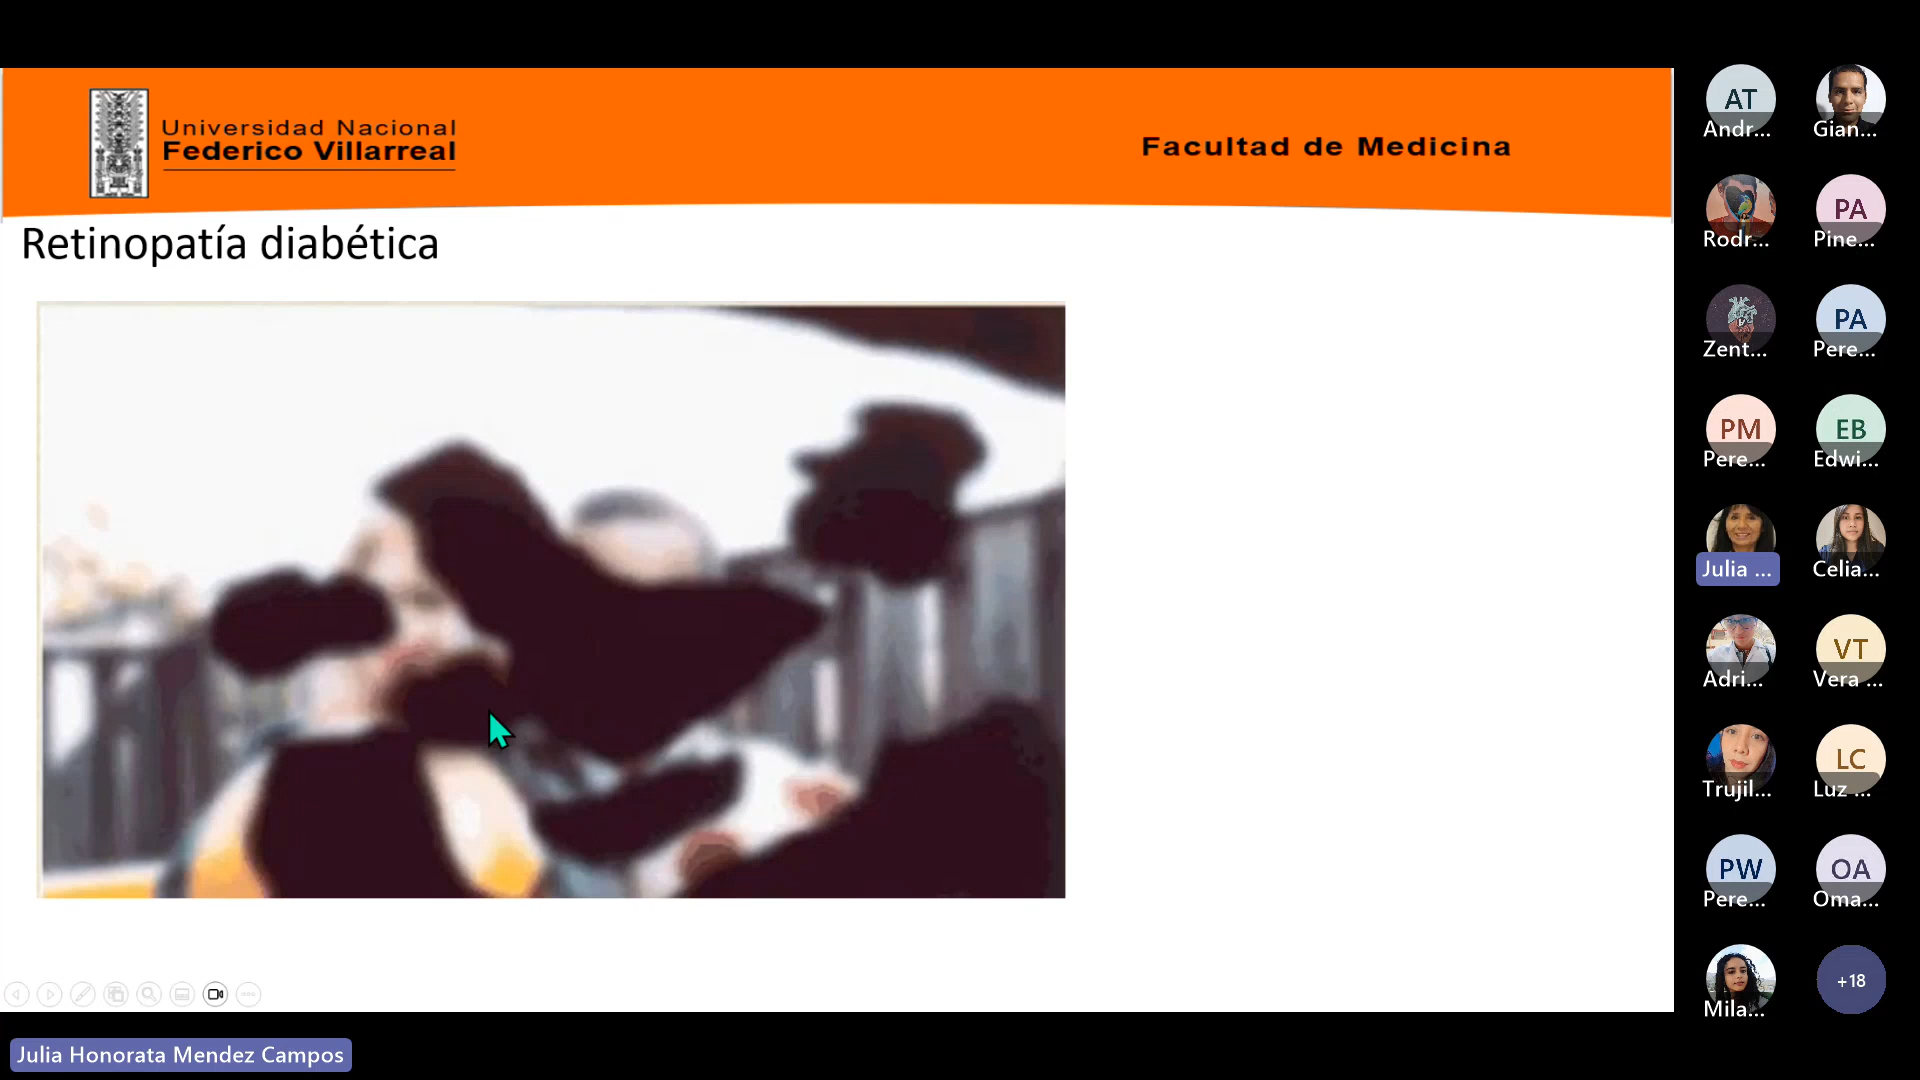 Universidad Nacional
Federico Villarreal
Facultad de Medicina
Retinopatía diabética
AT
Andr...
Gian...
Rodr...
PA
Pine...
Zent...
PA
Pere...
PM
Pere...
EB
Edwi...
Julia ...
Celia...
Adri...
VT
Vera ...
Trujil...
LC
Luz ...
PW
Pere...
OA
Oma...
Mila...
+18
Julia Honorata Mendez Campos